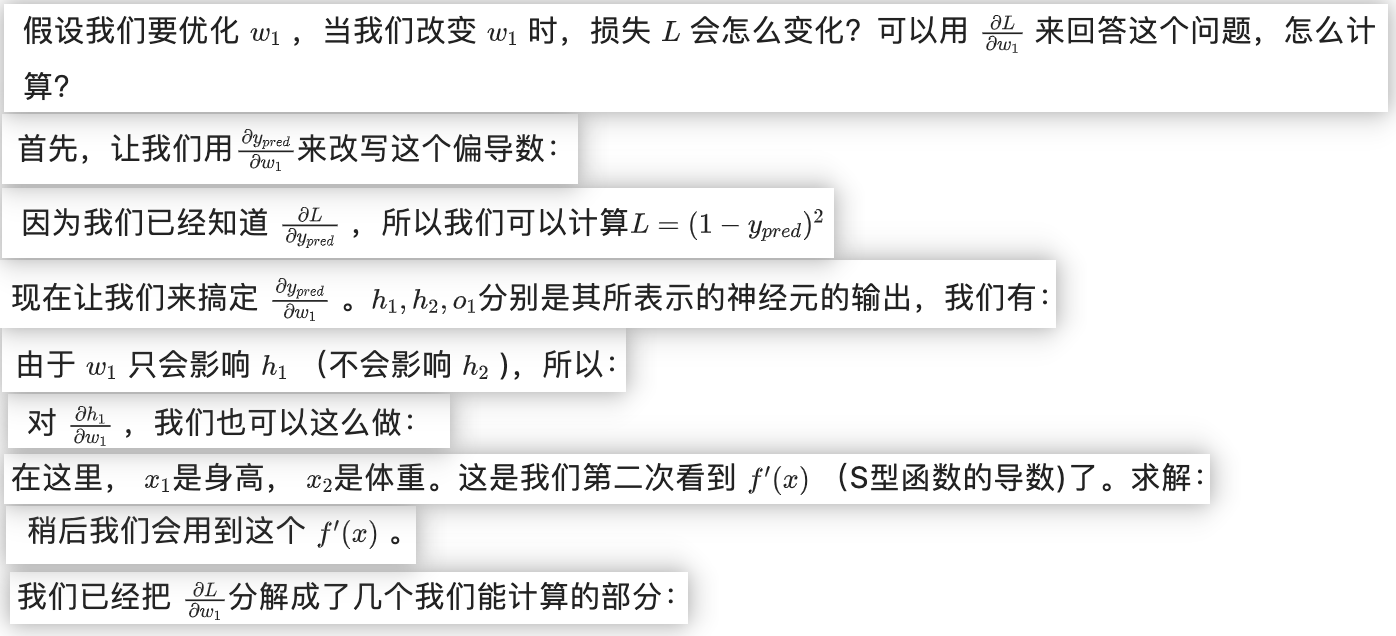 假设我们要优化 $w_1$ ，当我们改变 $w_1$ 时，损失 $L$ 会怎么变化？可以用 $\frac{\partial L}{\partial w_1}$ 来回答这个问题，怎么计
算？
首先，让我们用$\frac{\partial y_{pred}}{\partial w_1}$来改写这个偏导数：
因为我们已经知道 $\frac{\partial L}{\partial y_{pred}}$ ，所以我们可以计算$L = (1 - y_{pred})^2$
现在让我们来搞定 $\frac{\partial y_{pred}}{\partial w_1}$ 。$h_1, h_2, o_1$分别是其所表示的神经元的输出，我们有：
由于 $w_1$ 只会影响 $h_1$ （不会影响 $h_2$ ），所以：
对 $\frac{\partial h_1}{\partial w_1}$ ，我们也可以这么做：
在这里， $x_1$是身高， $x_2$是体重。这是我们第二次看到 $f'(x)$ （S型函数的导数)了。求解：
稍后我们会用到这个 $f'(x)$ 。
我们已经把 $\frac{\partial L}{\partial w_1}$分解成了几个我们能计算的部分：